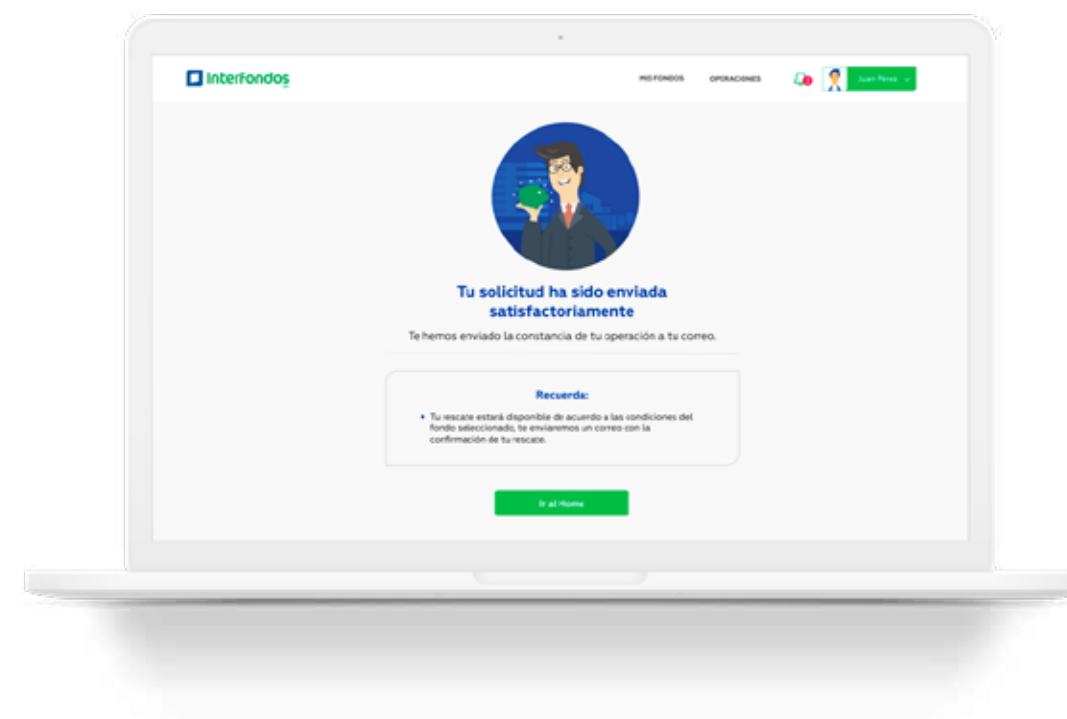 Interfondos
MIS FONDOS
OPERACIONES
Juan Pérez
Tu solicitud ha sido enviada
satisfactoriamente
Te hemos enviado la constancia de tu operación a tu correo.
Recuerda:
• Tu rescate estará disponible de acuerdo a las condiciones del
fondo seleccionado, te enviaremos un correo con la
confirmación de tu rescate.
Ir al Home